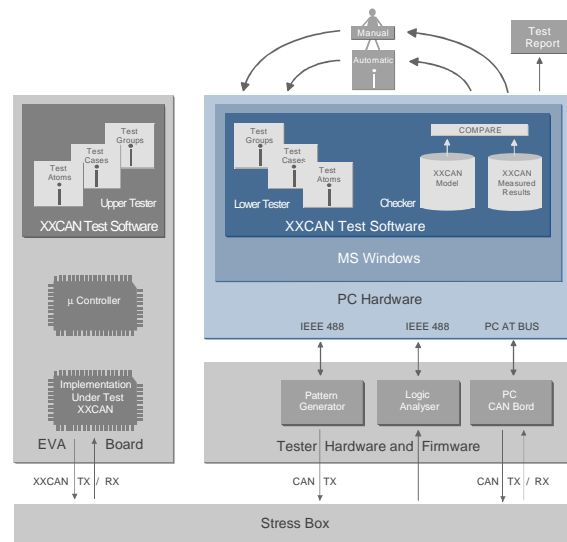 Manual
Automatic
Test
Report
Test
Groups
Test
Cases
Test
Atoms
Upper Tester
XXCAN Test Software
μ Controller
Implementation
Under Test
XXCAN
EVA Board
XXCAN TX / RX
Test
Groups
Test
Cases
Test
Atoms
Lower Tester
COMPARE
XXCAN
Model
XXCAN
Measured
Results
Checker
XXCAN Test Software
MS Windows
PC Hardware
IEEE 488
IEEE 488
PC AT BUS
Pattern
Generator
Logic
Analyser
PC
CAN Bord
Tester Hardware and Firmware
CAN TX
CAN TX / RX
Stress Box